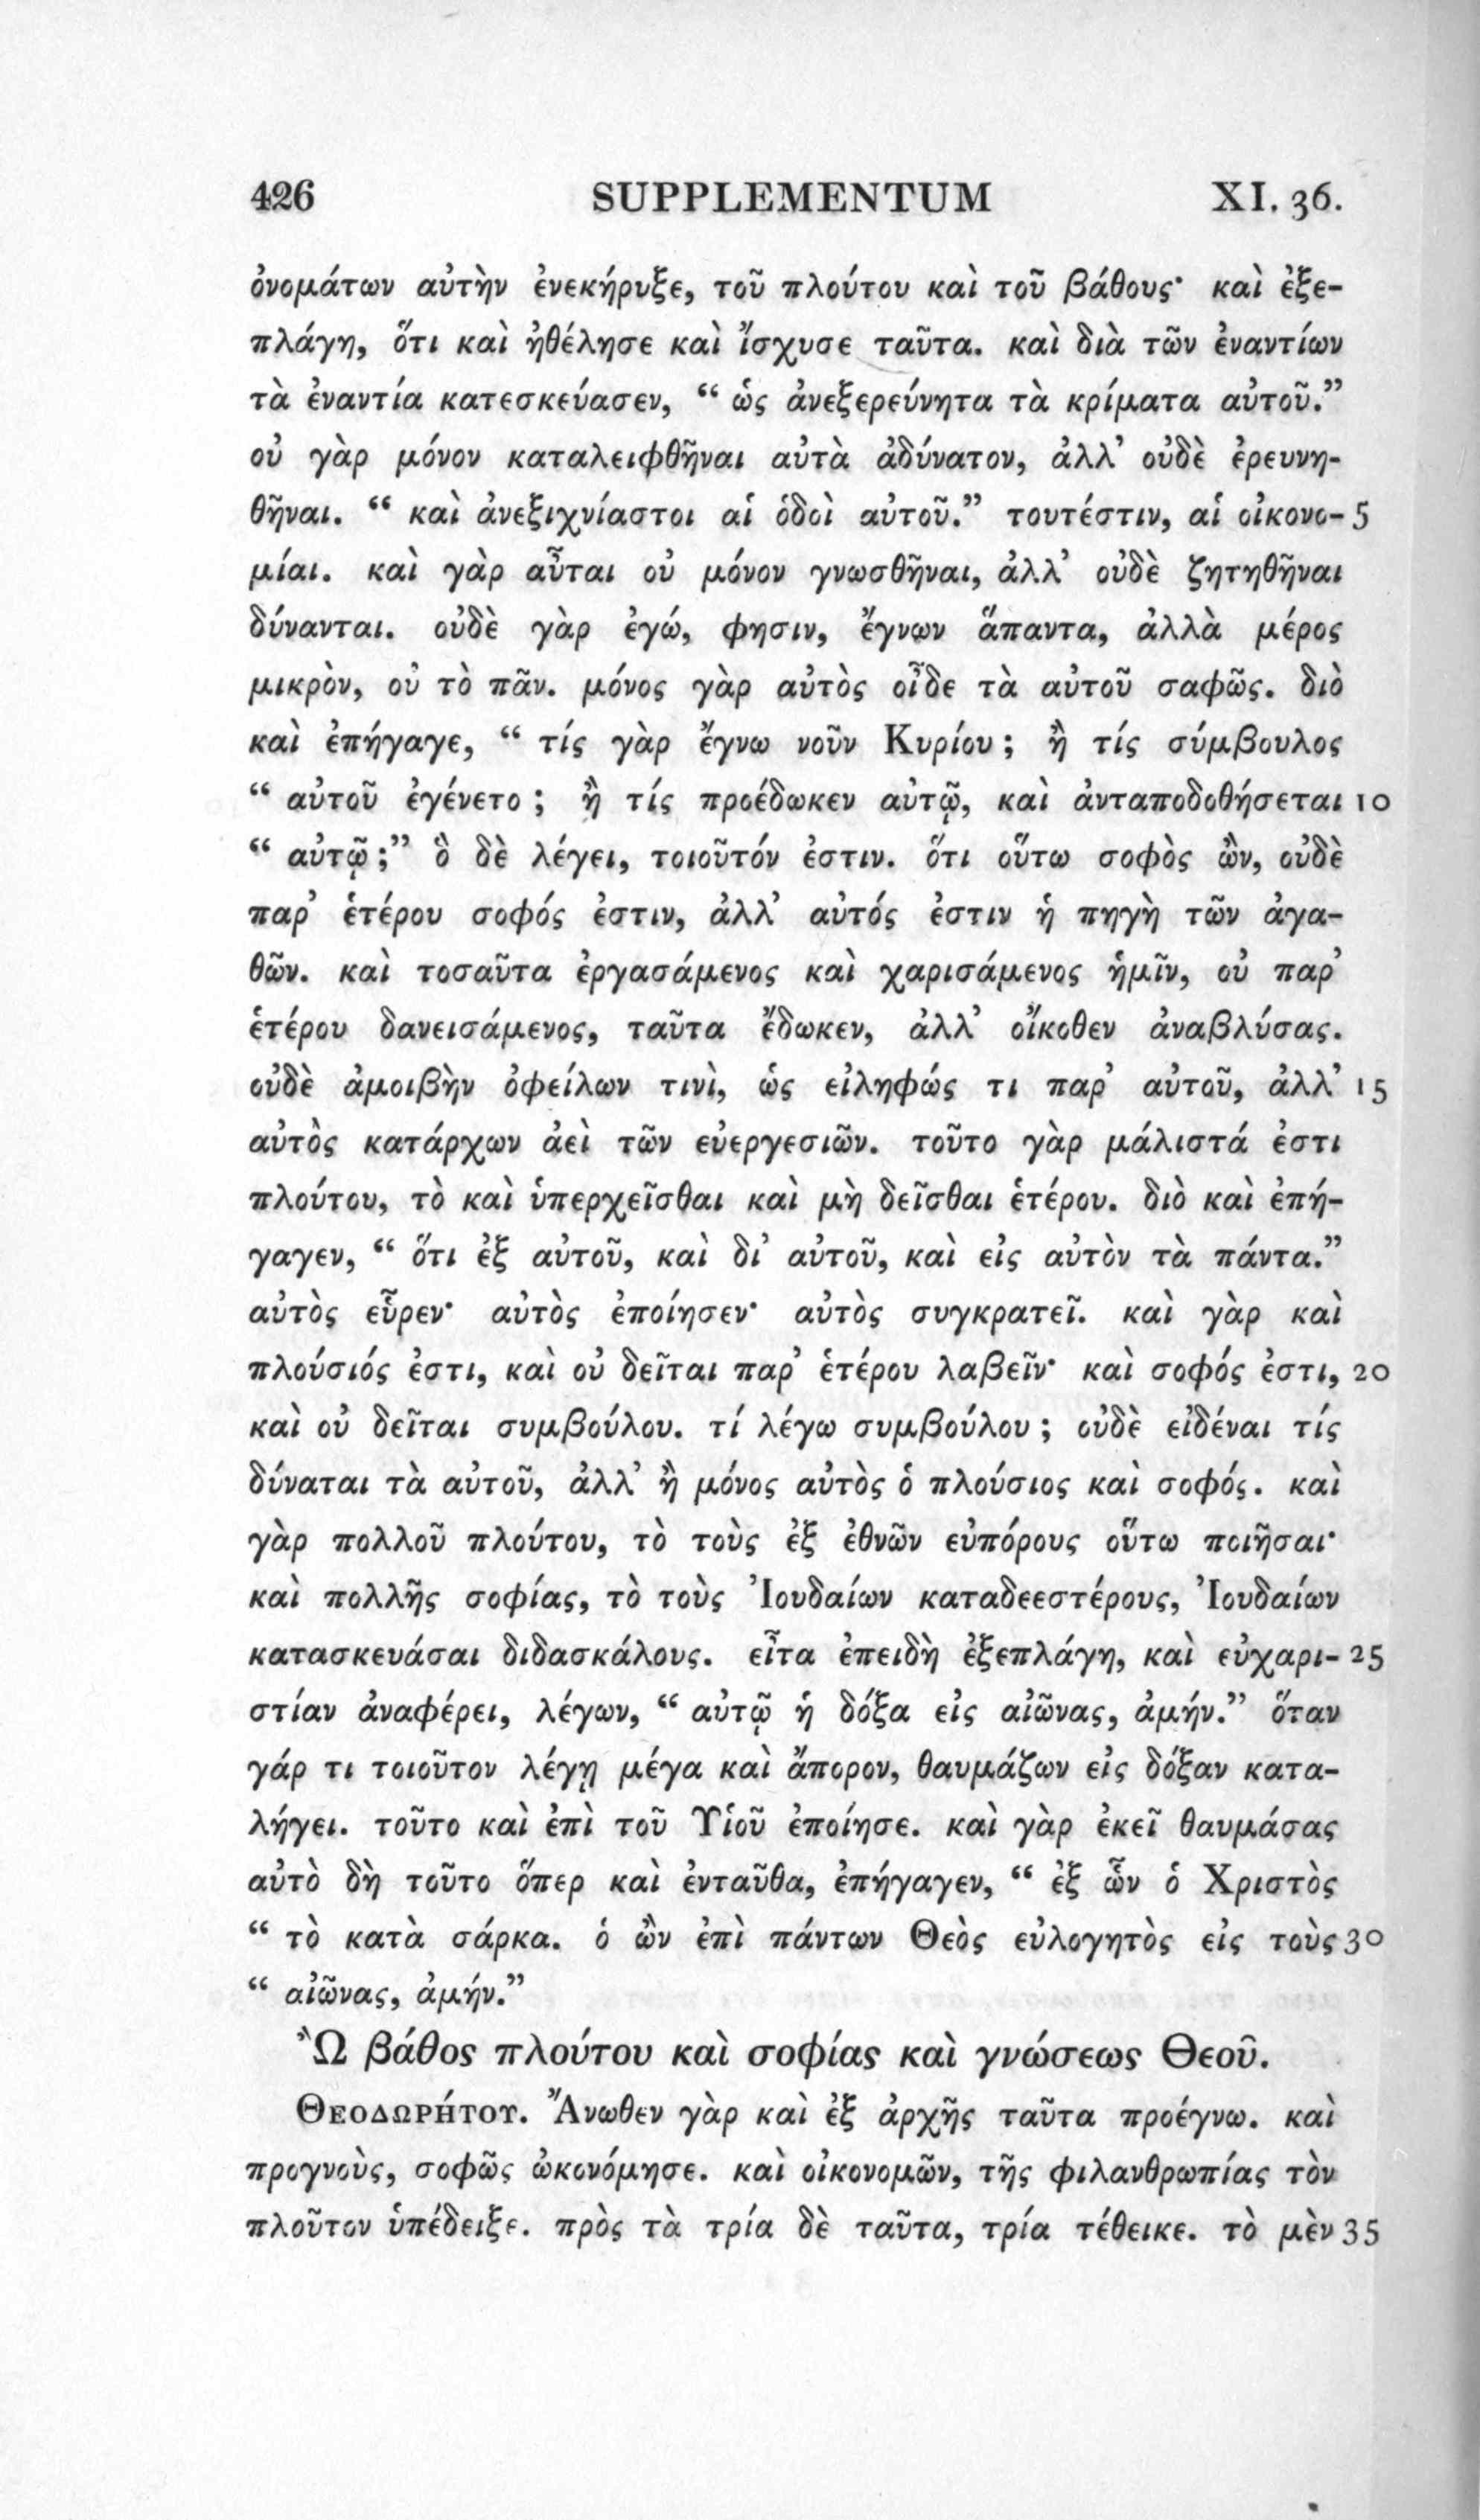 426 SUPPLEMENTUM XI. 36.
ὀνομάτων αὐτὴν ἐνεκήρυξε, τοῦ πλούτου καὶ τοῦ βάθους· καὶ ἐξε-
πλάγη, ὅτι καὶ ἠθέλησε καὶ ἴσχυσε ταῦτα. καὶ διὰ τῶν ἐναντίων
τὰ ἐναντία κατεσκεύασεν, “ ὡς ἀνεξερεύνητα τὰ κρίματα αὐτοῦ.”
οὐ γὰρ μόνον καταλειφθῆναι αὐτὰ ἀδύνατον, ἀλλ’ οὐδὲ ἐρευνη-
θῆναι. “ καὶ ἀνεξιχνίαστοι αἱ ὁδοὶ αὐτοῦ.” τουτέστιν, αἱ οἰκονο- 5
μίαι. καὶ γὰρ αὗται οὐ μόνον γνωσθῆναι, ἀλλ’ οὐδὲ ζητηθῆναι
δύνανται. οὐδὲ γὰρ ἐγώ, φησιν, ἔγνων ἅπαντα, ἀλλὰ μέρος
μικρὸν, οὐ τὸ πᾶν. μόνος γὰρ αὐτὸς οἶδε τὰ αὐτοῦ σαφῶς. διὸ
καὶ ἐπήγαγε, “ τίς γὰρ ἔγνω νοῦν Κυρίου ; ἢ τίς σύμβουλος
“ αὐτοῦ ἐγένετο ; ἢ τίς προέδωκεν αὐτῷ, καὶ ἀνταποδοθήσεται 10
“ αὐτῷ ;” ὃ δὲ λέγει, τοιοῦτόν ἐστιν. ὅτι οὕτω σοφὸς ὢν, οὐδὲ
παρ’ ἑτέρου σοφός ἐστιν, ἀλλ’ αὐτός ἐστιν ἡ πηγὴ τῶν ἀγα-
θῶν. καὶ τοσαῦτα ἐργασάμενος καὶ χαρισάμενος ἡμῖν, οὐ παρ’
ἑτέρου δανεισάμενος, ταῦτα ἔδωκεν, ἀλλ’ οἴκοθεν ἀναβλύσας.
οὐδὲ ἀμοιβὴν ὀφείλων τινὶ, ὡς εἰληφώς τι παρ’ αὐτοῦ, ἀλλ’ 15
αὐτὸς κατάρχων ἀεὶ τῶν εὐεργεσιῶν. τοῦτο γὰρ μάλιστά ἐστι
πλούτου, τὸ καὶ ὑπερχεῖσθαι καὶ μὴ δεῖσθαι ἑτέρου. διὸ καὶ ἐπή-
γαγεν, “ ὅτι ἐξ αὐτοῦ, καὶ δι’ αὐτοῦ, καὶ εἰς αὐτὸν τὰ πάντα.”
αὐτὸς εὗρεν· αὐτὸς ἐποίησεν· αὐτὸς συγκρατεῖ. καὶ γὰρ καὶ
πλούσιός ἐστι, καὶ οὐ δεῖται παρ’ ἑτέρου λαβεῖν· καὶ σοφός ἐστι, 20
καὶ οὐ δεῖται συμβούλου. τί λέγω συμβούλου ; οὐδὲ εἰδέναι τίς
δύναται τὰ αὐτοῦ, ἀλλ’ ἢ μόνος αὐτὸς ὁ πλούσιος καὶ σοφός. καὶ
γὰρ πολλοῦ πλούτου, τὸ τοὺς ἐξ ἐθνῶν εὐπόρους οὕτω ποιῆσαι·
καὶ πολλῆς σοφίας, τὸ τοὺς Ἰουδαίων καταδεεστέρους, Ἰουδαίων
κατασκευάσαι διδασκάλους. εἶτα ἐπειδὴ ἐξεπλάγη, καὶ εὐχαρι- 25
στίαν ἀναφέρει, λέγων, “ αὐτῷ ἡ δόξα εἰς αἰῶνας, ἀμήν.” ὅταν
γάρ τι τοιοῦτον λέγῃ μέγα καὶ ἄπορον, θαυμάζων εἰς δόξαν κατα-
λήγει. τοῦτο καὶ ἐπὶ τοῦ Υἱοῦ ἐποίησε. καὶ γὰρ ἐκεῖ θαυμάσας
αὐτὸ δὴ τοῦτο ὅπερ καὶ ἐνταῦθα, ἐπήγαγεν, “ ἐξ ὧν ὁ Χριστὸς
“ τὸ κατὰ σάρκα. ὁ ὢν ἐπὶ πάντων Θεὸς εὐλογητὸς εἰς τοὺς 30
“ αἰῶνας, ἀμήν.”
Ὢ βάθος πλούτου καὶ σοφίας καὶ γνώσεως Θεοῦ.
ΘΕΟΔΩΡΉΤΟΥ. Ἄνωθεν γὰρ καὶ ἐξ ἀρχῆς ταῦτα προέγνω. καὶ
προγνοὺς, σοφῶς ὠκονόμησε. καὶ οἰκονομῶν, τῆς φιλανθρωπίας τὸν
πλοῦτον ὑπέδειξε. πρὸς τὰ τρία δὲ ταῦτα, τρία τέθεικε. τὸ μὲν 35